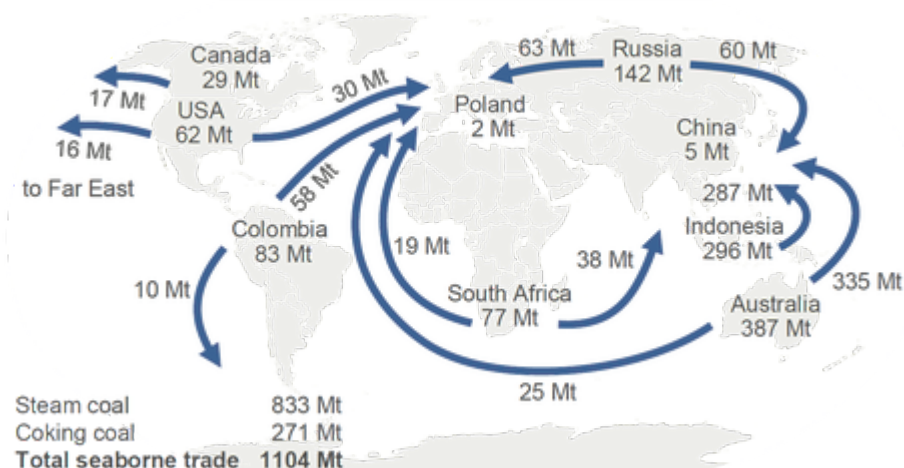 Canada
29 Mt
17 Mt
USA
62 Mt
16 Mt
to Far East
30 Mt
58 Mt
Colombia
83 Mt
10 Mt
63 Mt
Russia
142 Mt
60 Mt
Poland
2 Mt
China
5 Mt
287 Mt
Indonesia
296 Mt
335 Mt
19 Mt
38 Mt
South Africa
77 Mt
Australia
387 Mt
25 Mt
Steam coal 833 Mt
Coking coal 271 Mt
Total seaborne trade 1104 Mt